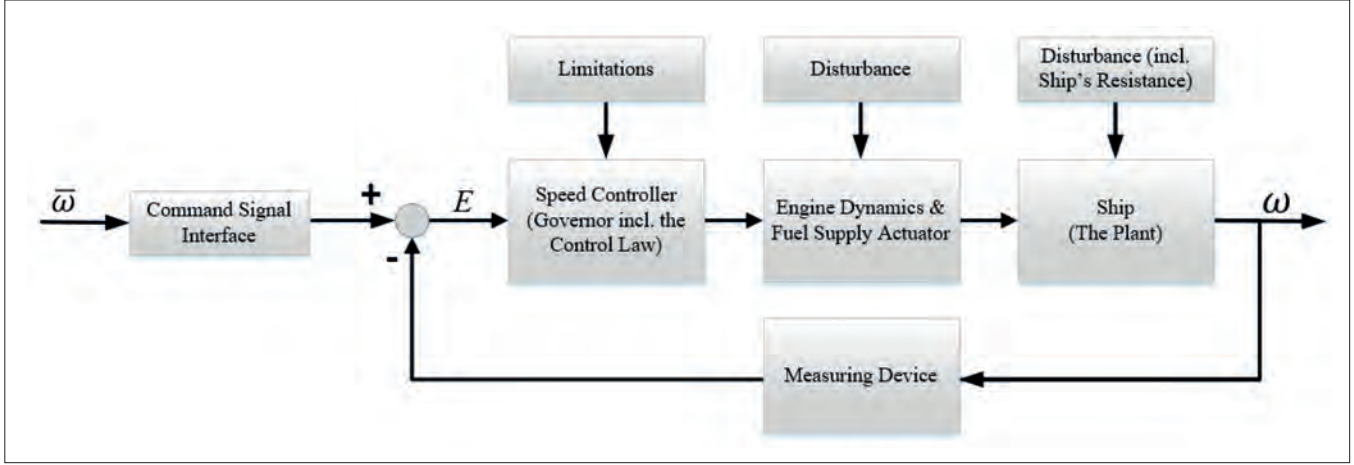 Limitations
Disturbance
Disturbance (incl.
Ship's Resistance)
ω̅
Command Signal
Interface
+
-
E
Speed Controller
(Governor incl. the
Control Law)
Engine Dynamics &
Fuel Supply Actuator
Ship
(The Plant)
ω
Measuring Device